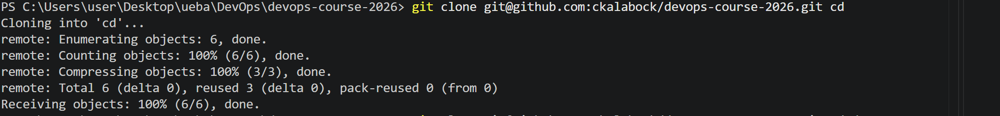 PS C:\Users\user\Desktop\ueba\DevOps\devops-course-2026> git clone git@github.com:ckalabock/devops-course-2026.git cd
Cloning into 'cd'...
remote: Enumerating objects: 6, done.
remote: Counting objects: 100% (6/6), done.
remote: Compressing objects: 100% (3/3), done.
remote: Total 6 (delta 0), reused 3 (delta 0), pack-reused 0 (from 0)
Receiving objects: 100% (6/6), done.